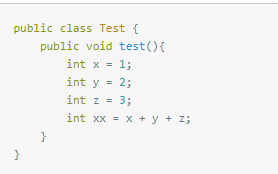 public class Test {
    public void test(){
        int x = 1;
        int y = 2;
        int z = 3;
        int xx = x + y + z;
    }
}